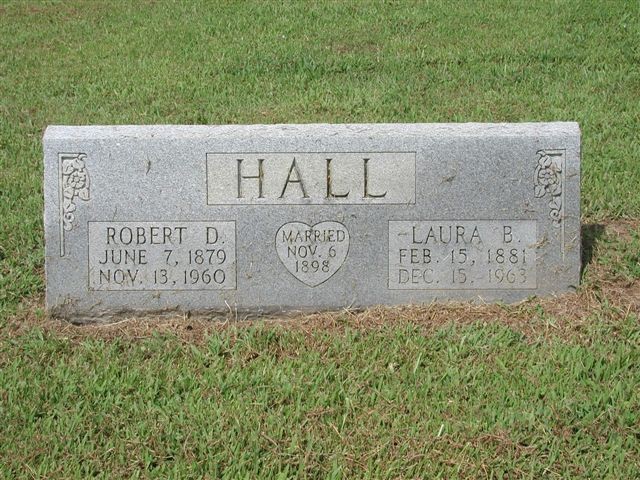 HALL
ROBERT D.
JUNE 7, 1879
NOV. 13, 1960
MARRIED
NOV. 6
1898
LAURA B.
FEB. 15, 1881
DEC. 15, 1963